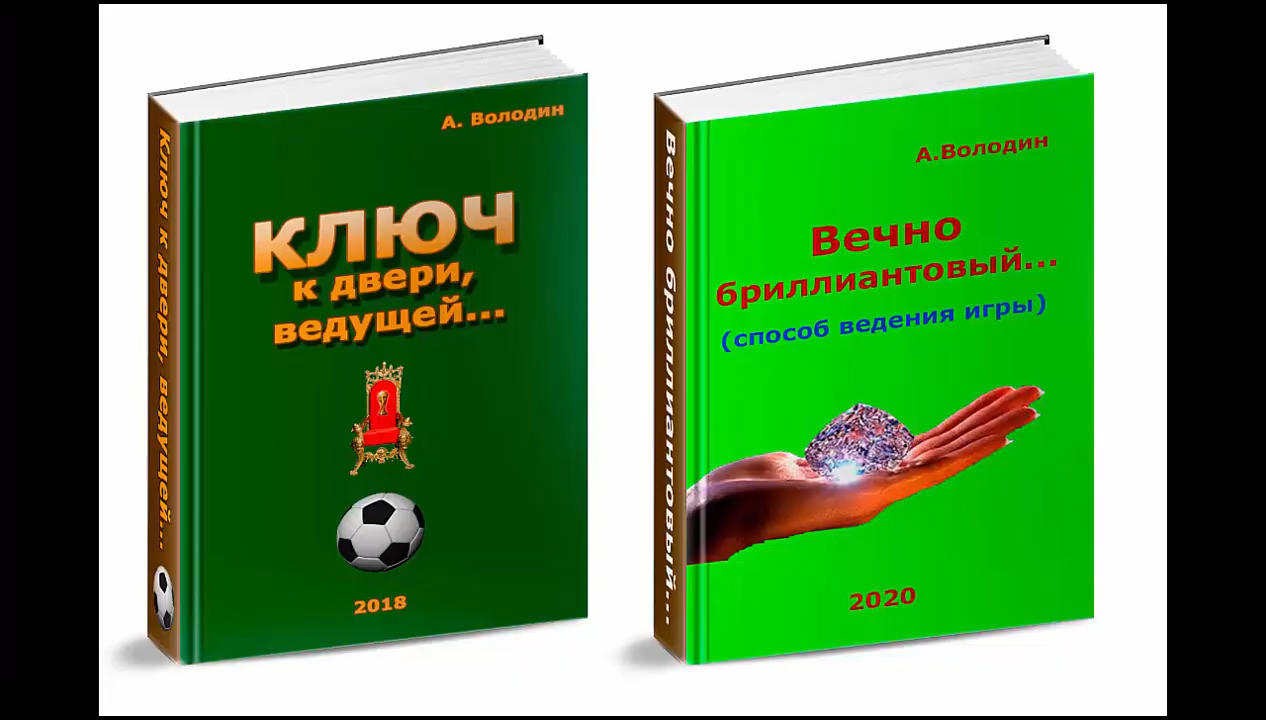 А. Володин
Ключ
к двери,
ведущей...
2018
Ключ к двери, ведущей...
А.Володин
Вечно
бриллиантовый...
(способ ведения игры)
2020
Вечно бриллиантовый...